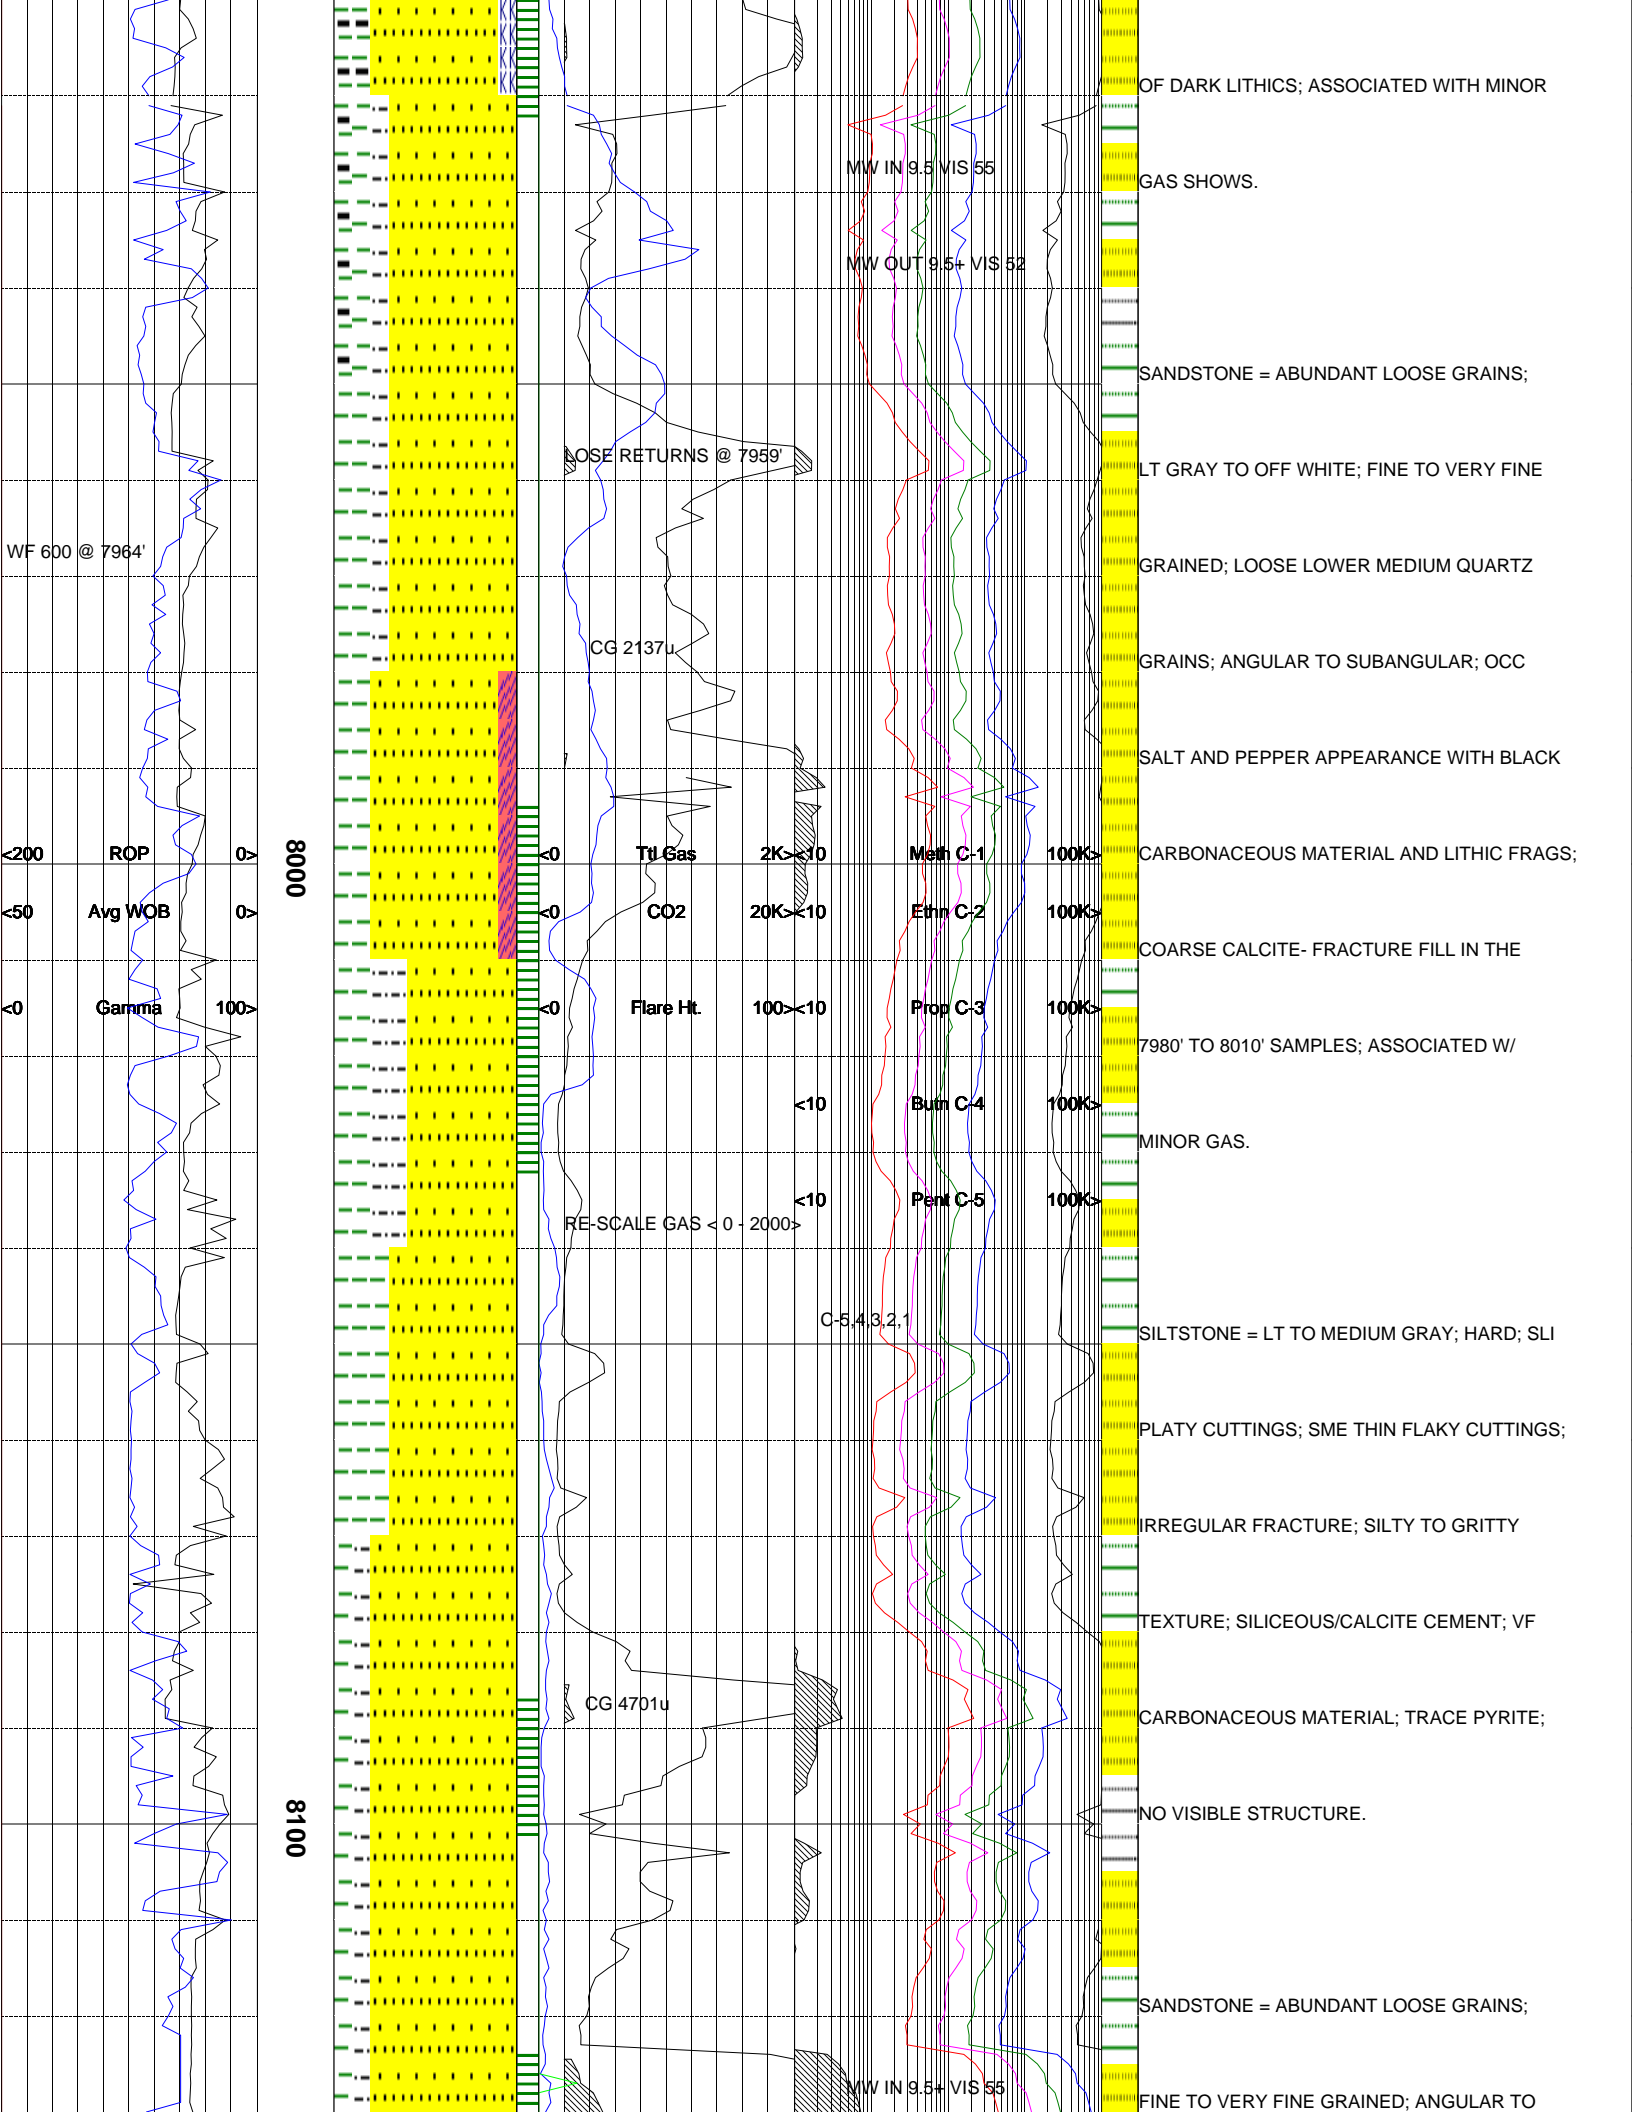 OF DARK LITHICS; ASSOCIATED WITH MINOR
MW IN 9.5 VIS 55
GAS SHOWS.
MW OUT 9.5+ VIS 52
SANDSTONE = ABUNDANT LOOSE GRAINS;
LOSE RETURNS @ 7959'
LT GRAY TO OFF WHITE; FINE TO VERY FINE
WF 600 @ 7964'
GRAINED; LOOSE LOWER MEDIUM QUARTZ
CG 2137u
GRAINS; ANGULAR TO SUBANGULAR; OCC
SALT AND PEPPER APPEARANCE WITH BLACK
8000
<200 ROP 0> <0 Ttl Gas 2K> <10 Meth C-1 100K>
CARBONACEOUS MATERIAL AND LITHIC FRAGS;
<50 Avg WOB 0> <0 CO2 20K> <10 Ethn C-2 100K>
COARSE CALCITE- FRACTURE FILL IN THE
<0 Gamma 100> <0 Flare Ht. 100> <10 Prop C-3 100K>
7980' TO 8010' SAMPLES; ASSOCIATED W/
<10 Butn C-4 100K>
MINOR GAS.
<10 Pent C-5 100K>
RE-SCALE GAS < 0 - 2000>
C-5,4,3,2,1
SILTSTONE = LT TO MEDIUM GRAY; HARD; SLI
PLATY CUTTINGS; SME THIN FLAKY CUTTINGS;
IRREGULAR FRACTURE; SILTY TO GRITTY
TEXTURE; SILICEOUS/CALCITE CEMENT; VF
CG 4701u
CARBONACEOUS MATERIAL; TRACE PYRITE;
8100
NO VISIBLE STRUCTURE.
SANDSTONE = ABUNDANT LOOSE GRAINS;
MW IN 9.5+ VIS 55
FINE TO VERY FINE GRAINED; ANGULAR TO